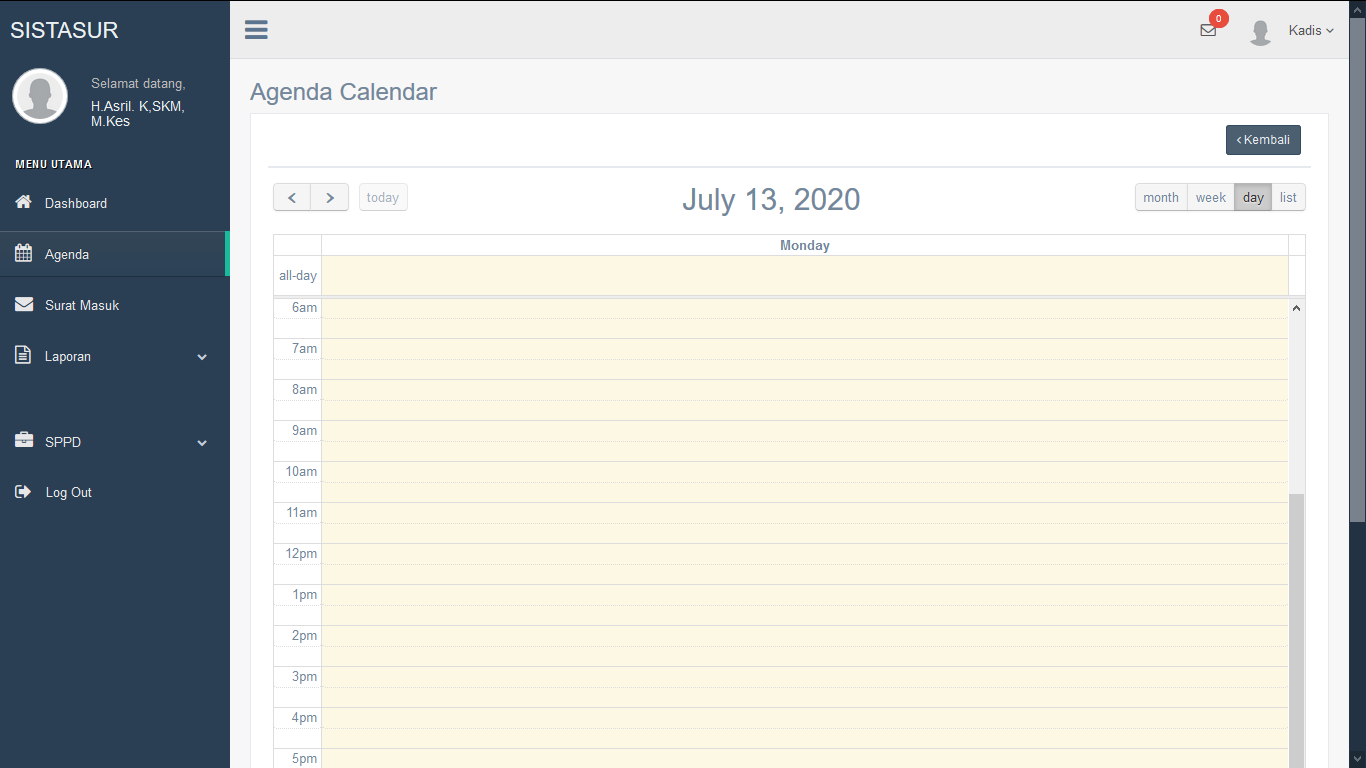 SISTASUR
0
Kadis
Selamat datang,
H.Asril. K,SKM,
M.Kes
MENU UTAMA
Dashboard
Agenda
Surat Masuk
Laporan
SPPD
Log Out
Agenda Calendar
Kembali
today
July 13, 2020
month week day list
Monday
all-day
6am
7am
8am
9am
10am
11am
12pm
1pm
2pm
3pm
4pm
5pm